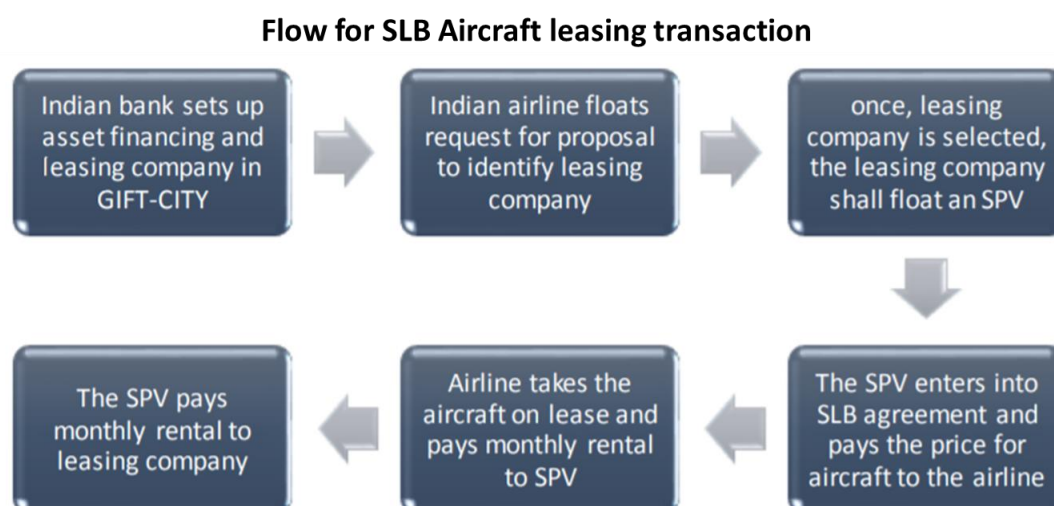 Flow for SLB Aircraft leasing transaction
Indian bank sets up
asset financing and
leasing company in
GIFT-CITY
Indian airline floats
request for proposal
to identify leasing
company
once, leasing
company is selected,
the leasing company
shall float an SPV
The SPV enters into
SLB agreement and
pays the price for
aircraft to the airline
Airline takes the
aircraft on lease and
pays monthly rental
to SPV
The SPV pays
monthly rental to
leasing company